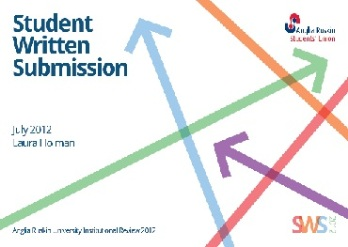 Student
Written
Submission
Anglia Ruskin
Students' Union
July 2012
Laura Holman
Anglia Ruskin University Institutional Review 2012
SWS